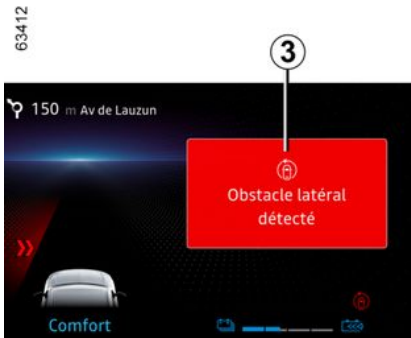 63412
3
150 m Av de Lauzun
Obstacle latéral
détecté
Comfort